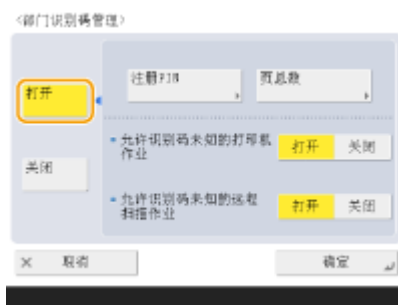 <部门识别码管理>
打开
注册PIN
页总数
允许识别码未知的打印机
作业
打开
关闭
关闭
允许识别码未知的远程
扫描作业
打开
关闭
× 取消
确定